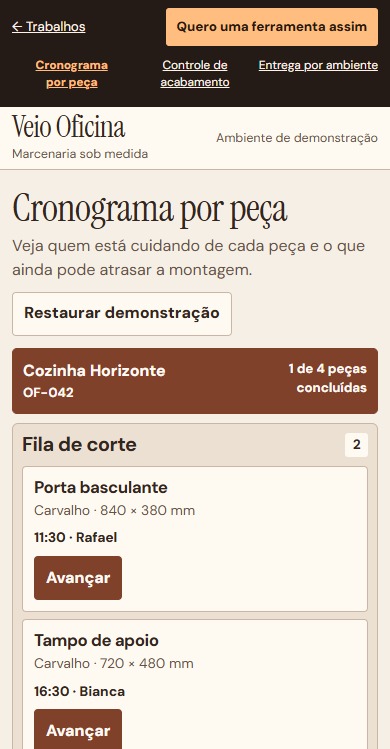 ← Trabalhos
Quero uma ferramenta assim
Cronograma
por peça
Controle de
acabamento
Entrega por ambiente
Veio Oficina
Marcenaria sob medida
Ambiente de demonstração
Cronograma por peça
Veja quem está cuidando de cada peça e o que
ainda pode atrasar a montagem.
Restaurar demonstração
Cozinha Horizonte
OF-042
1 de 4 peças
concluídas
Fila de corte
2
Porta basculante
Carvalho · 840 × 380 mm
11:30 · Rafael
Avançar
Tampo de apoio
Carvalho · 720 × 480 mm
16:30 · Bianca
Avançar